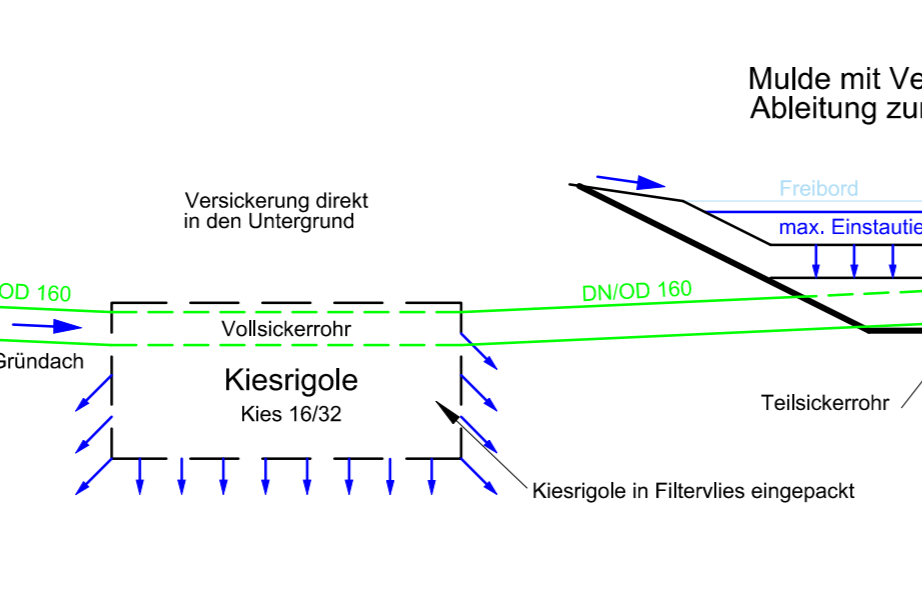 Mulde mit Ve
Ableitung zur
Versickerung direkt
in den Untergrund
Freibord
max. Einstautie
OD 160
DN/OD 160
Vollsickerrohr
Gründach
Kiesrigole
Kies 16/32
Teilsickerrohr
Kiesrigole in Filtervlies eingepackt